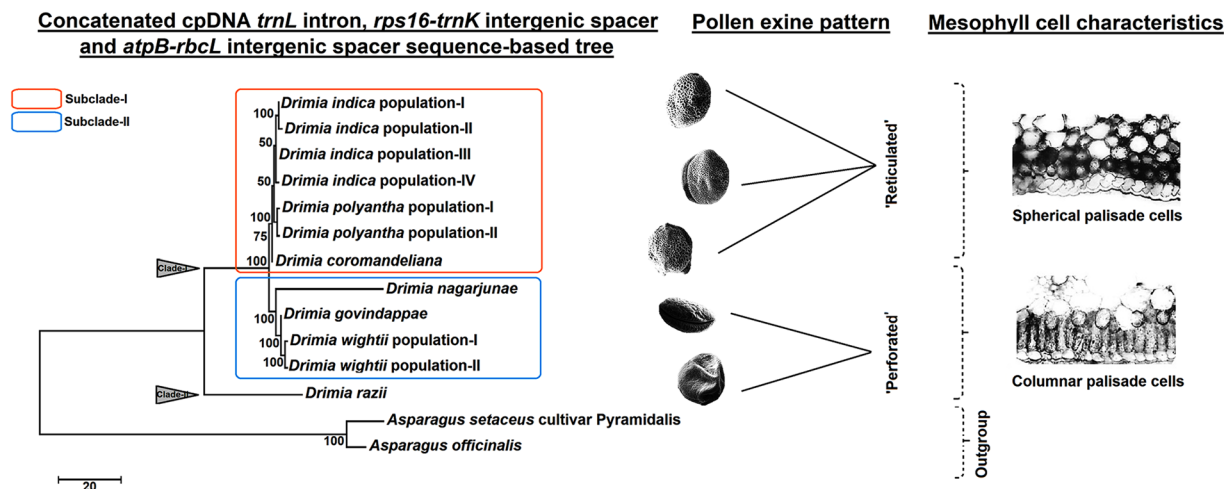 Concatenated cpDNA trnL intron, rps16-trnK intergenic spacer
and atpB-rbcL intergenic spacer sequence-based tree
Pollen exine pattern
Mesophyll cell characteristics
Subclade-I
Subclade-II
100
Drimia indica population-I
Drimia indica population-II
50
Drimia indica population-III
50
Drimia indica population-IV
100
Drimia polyantha population-I
75
Drimia polyantha population-II
100
Drimia coromandeliana
Clade-I
Drimia nagarjunae
100
Drimia govindappae
100
Drimia wightii population-I
100
Drimia wightii population-II
Clade-II
Drimia razii
Asparagus setaceus cultivar Pyramidalis
100
Asparagus officinalis
20
'Reticulated'
'Perforated'
Spherical palisade cells
Columnar palisade cells
Outgroup